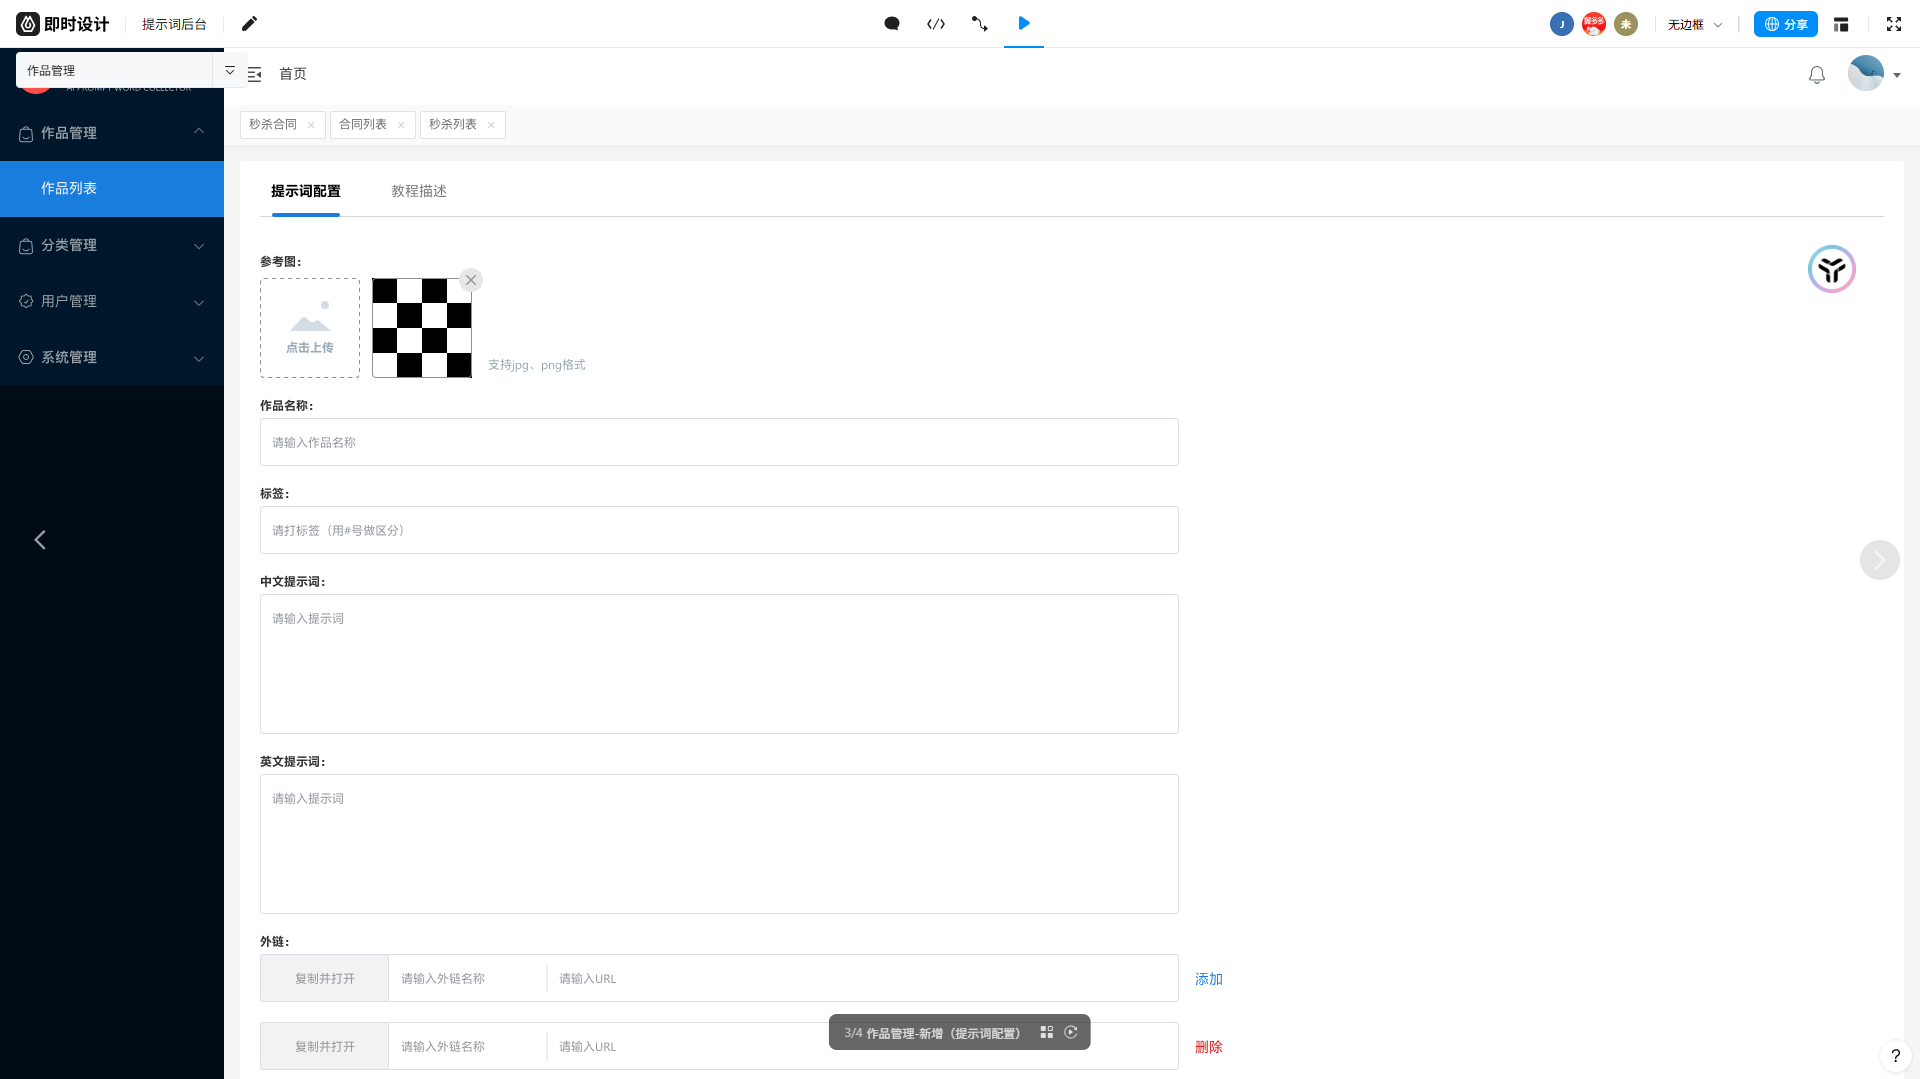 即时设计
提示词后台
J
未
无边框
分享
作品管理
首页
作品管理
作品列表
分类管理
用户管理
系统管理
秒杀合同
合同列表
秒杀列表
提示词配置
教程描述
参考图：
点击上传
支持jpg、png格式
作品名称：
请输入作品名称
标签：
请打标签（用#号做区分）
中文提示词：
请输入提示词
英文提示词：
请输入提示词
外链：
复制并打开 请输入外链名称 请输入URL 添加
复制并打开 请输入外链名称 请输入URL 删除
3/4 作品管理-新增（提示词配置）
?